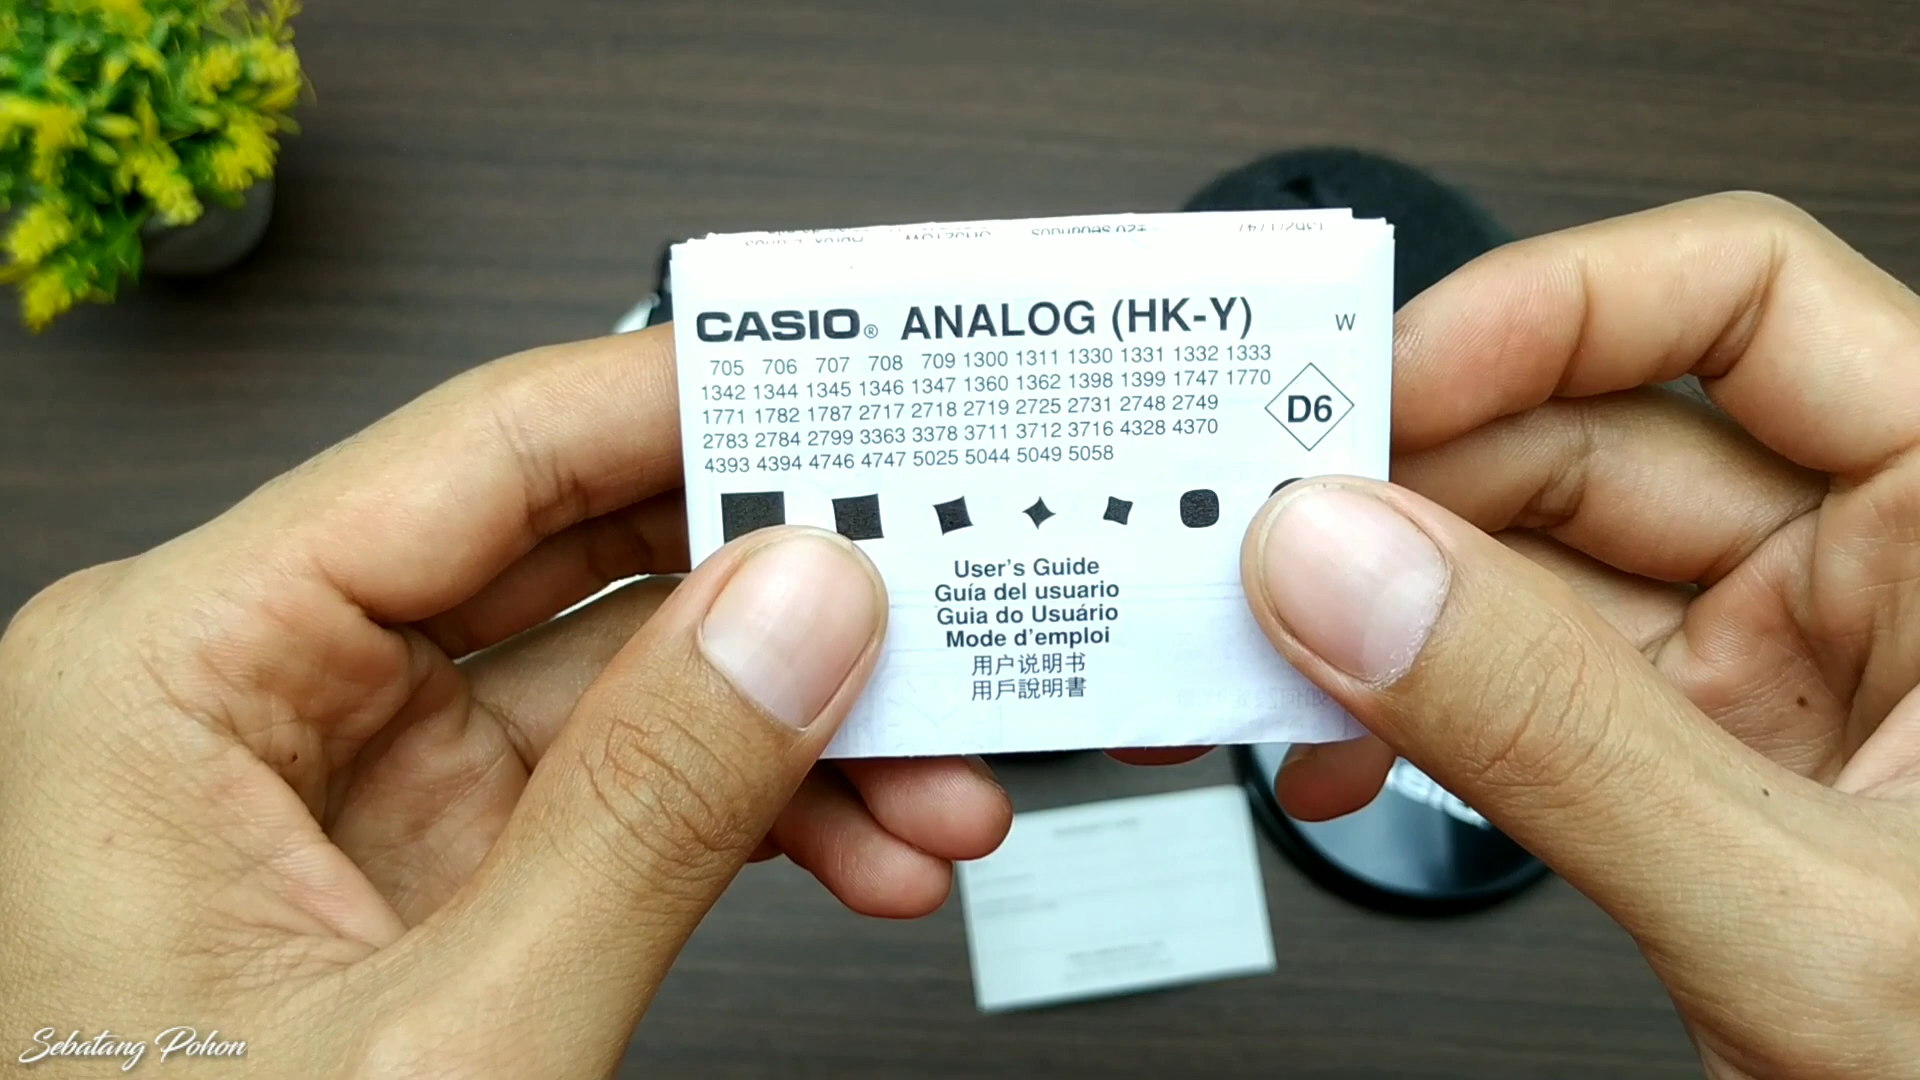 CASIO® ANALOG (HK-Y) W
705 706 707 708 709 1300 1311 1330 1331 1332 1333
1342 1344 1345 1346 1347 1360 1362 1398 1399 1747 1770
1771 1782 1787 2717 2718 2719 2725 2731 2748 2749
2783 2784 2799 3363 3378 3711 3712 3716 4328 4370
4393 4394 4746 4747 5025 5044 5049 5058
D6
User's Guide
Guía del usuario
Guia do Usuário
Mode d'emploi
用户说明书
用戶說明書
Sebatang Pohon